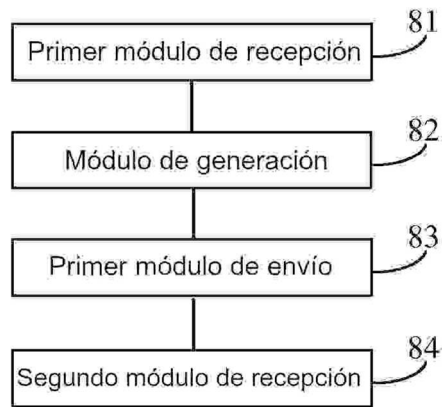 81
Primer módulo de recepción
82
Módulo de generación
83
Primer módulo de envío
84
Segundo módulo de recepción